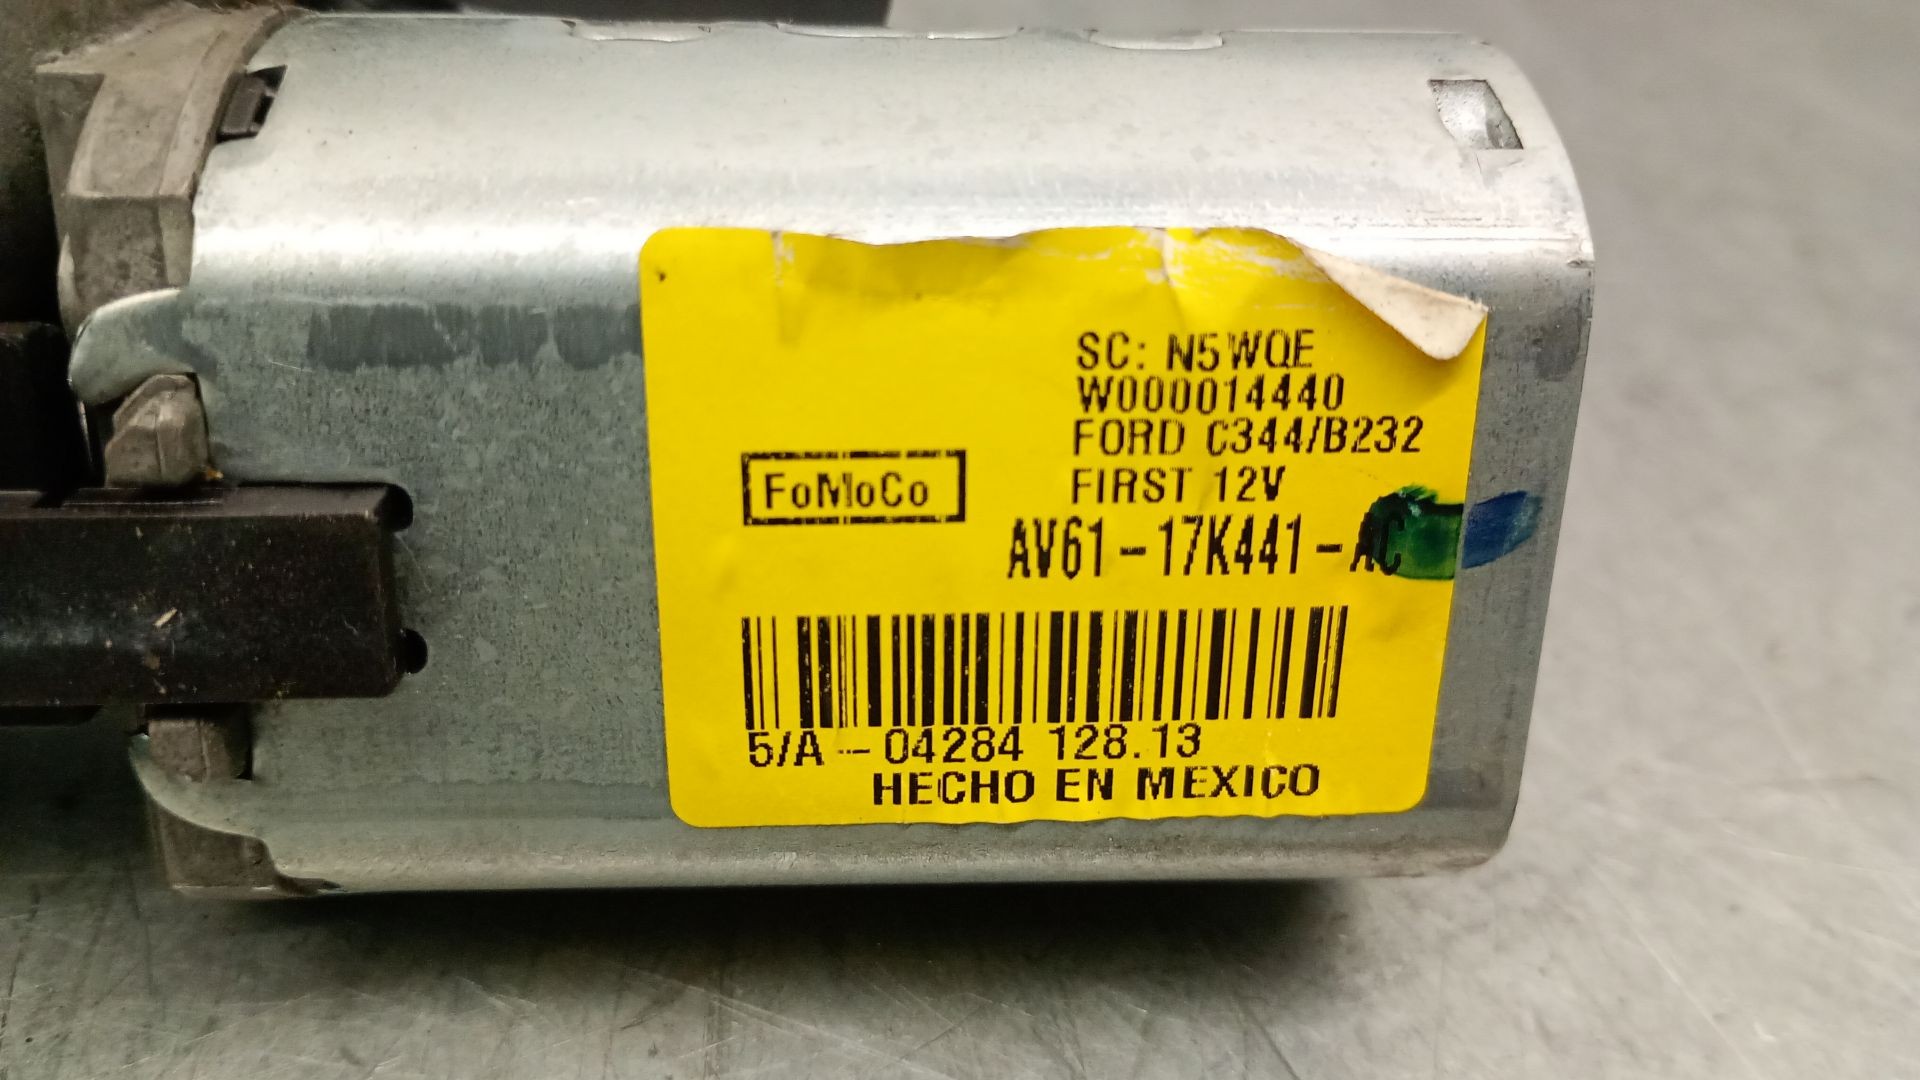 SC: N5WQE
W000014440
FORD C344/B232
FoMoCo
FIRST 12V
AV61-17K441-AC
5/A - 04284 128.13
HECHO EN MEXICO